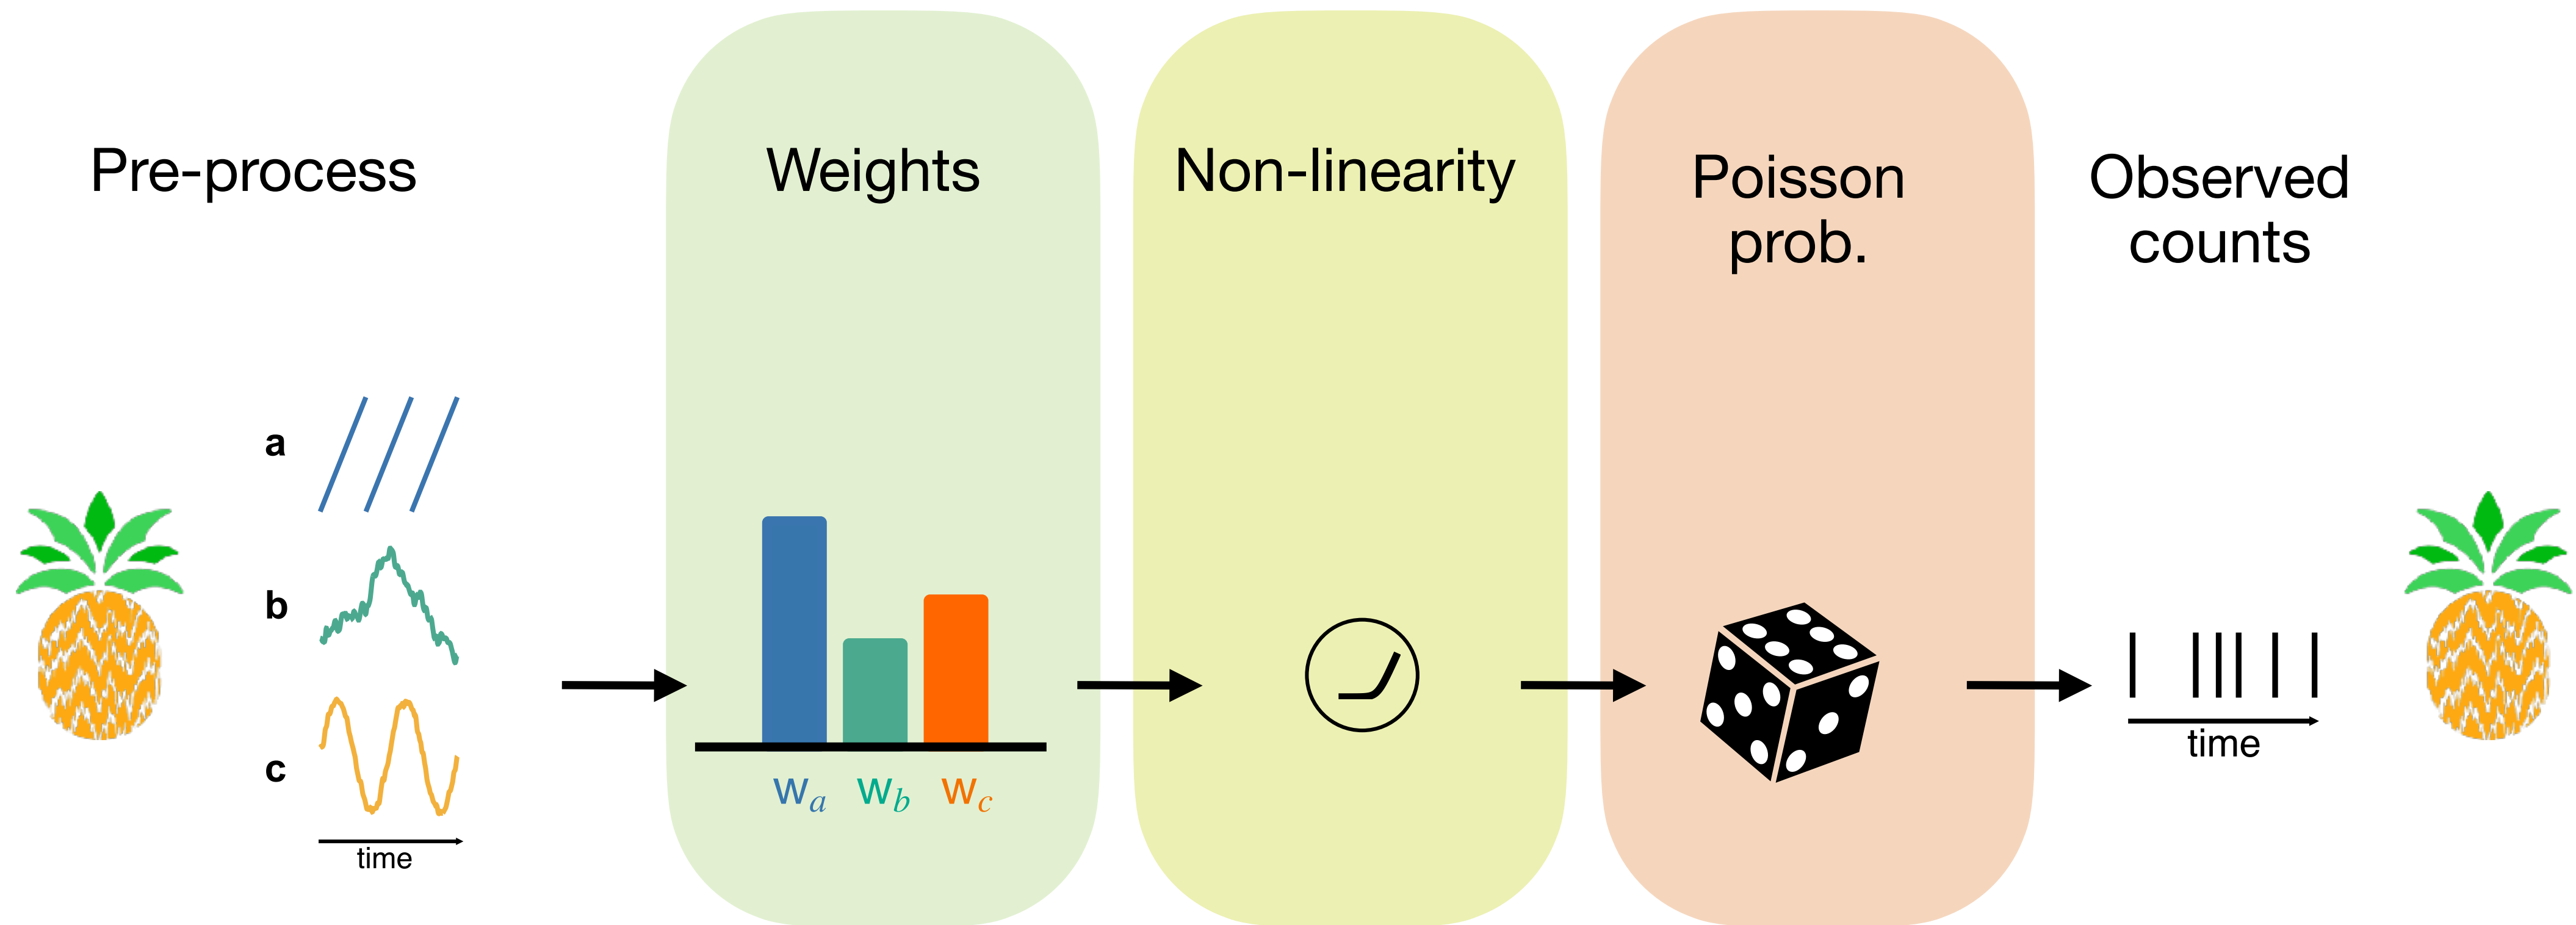 Pre-process
Weights
Non-linearity
Poisson
prob.
Observed
counts
a
b
c
time
wa
wb
wc
time